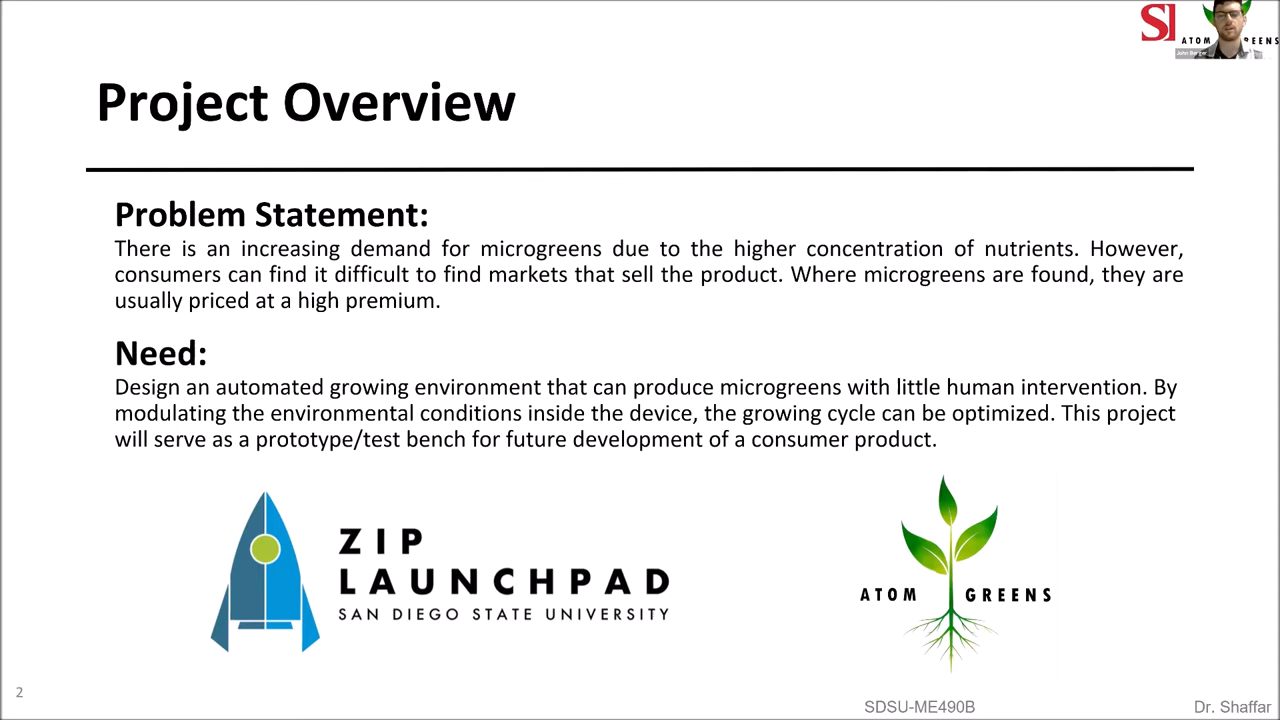 SI
ATOM
REENS
John Berger
Project Overview
Problem Statement:
There is an increasing demand for microgreens due to the higher concentration of nutrients. However,
consumers can find it difficult to find markets that sell the product. Where microgreens are found, they are
usually priced at a high premium.
Need:
Design an automated growing environment that can produce microgreens with little human intervention. By
modulating the environmental conditions inside the device, the growing cycle can be optimized. This project
will serve as a prototype/test bench for future development of a consumer product.
ZIP
LAUNCHPAD
SAN DIEGO STATE UNIVERSITY
ATOM GREENS
2
SDSU-ME490B
Dr. Shaffar